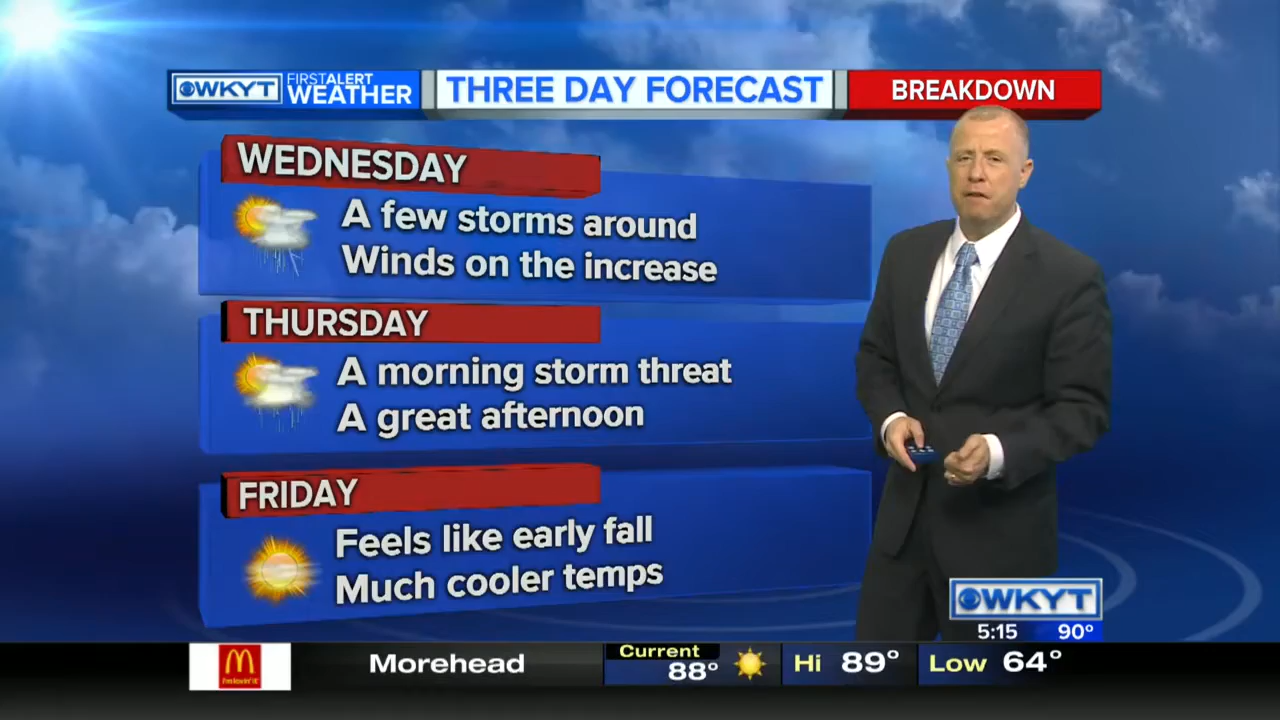 WKYT FIRST ALERT WEATHER
THREE DAY FORECAST
BREAKDOWN
WEDNESDAY
A few storms around
Winds on the increase
THURSDAY
A morning storm threat
A great afternoon
FRIDAY
Feels like early fall
Much cooler temps
WKYT
5:15 90°
Morehead
Current
88°
Hi 89°
Low 64°